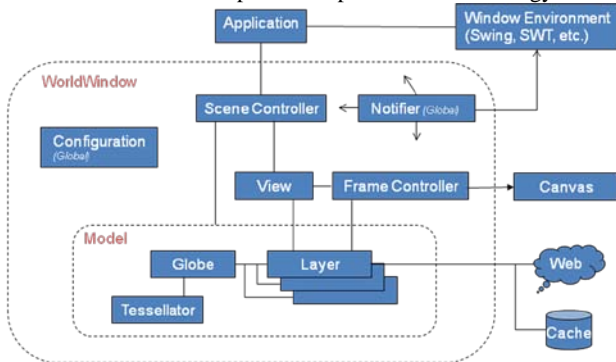 Application
Window Environment
(Swing, SWT, etc.)
WorldWindow
Scene Controller
Notifier (Global)
Configuration
(Global)
View
Frame Controller
Canvas
Model
Globe
Layer
Web
Tessellator
Cache